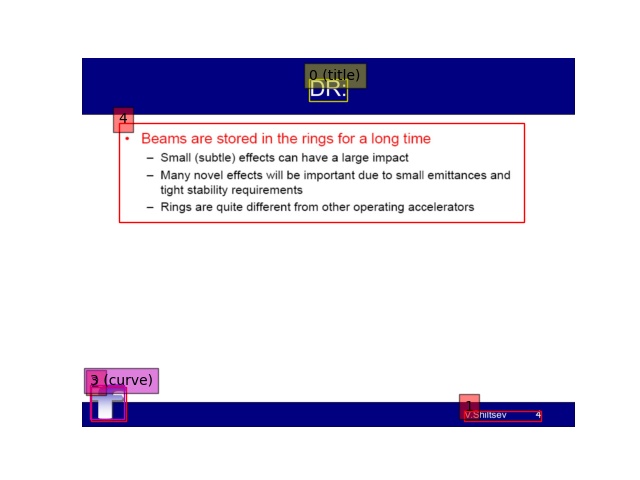 0 (title)
DR:
4
• Beams are stored in the rings for a long time
– Small (subtle) effects can have a large impact
– Many novel effects will be important due to small emittances and
tight stability requirements
– Rings are quite different from other operating accelerators
3 (curve)
1
V.Shiltsev 4